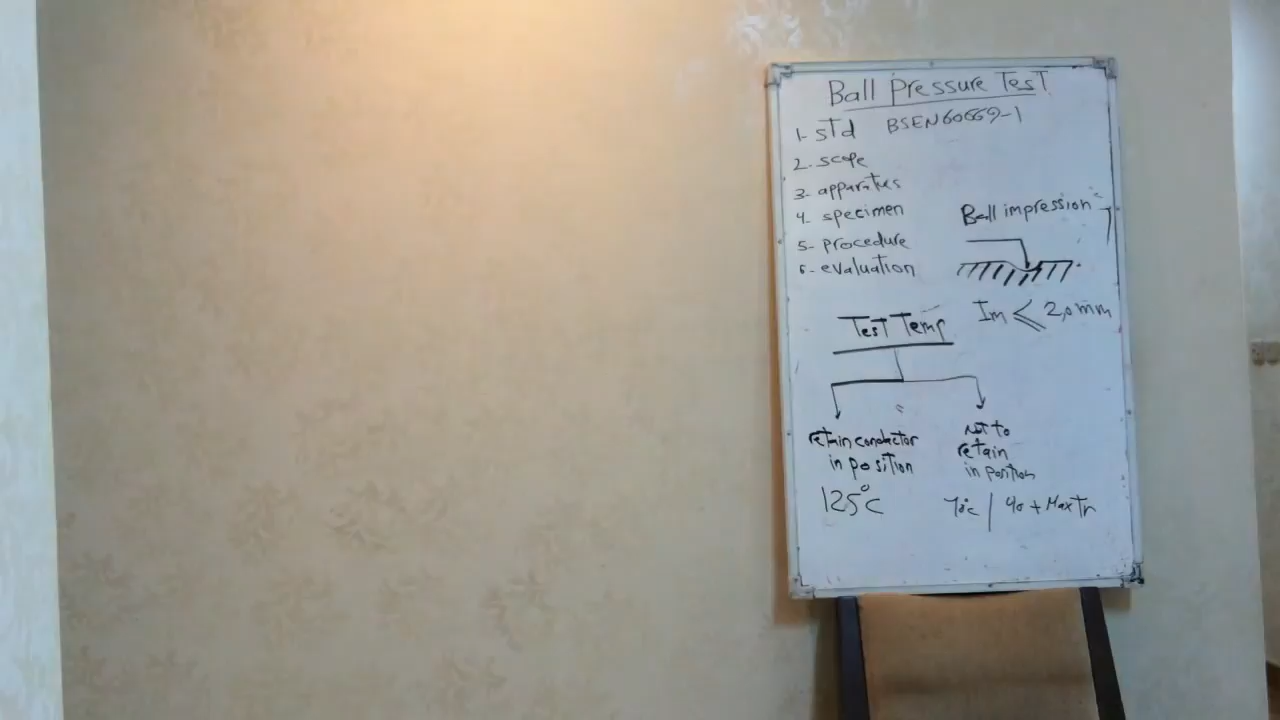 Ball Pressure Test
1- std BSEN60669-1
2. scope
3- apparatus
4. specimen
5- procedure
6- evaluation
Ball impression
Im ⩽ 2,0 mm
Test Temp
retain conductor
in position
125°C
Not to
retain
in position
70°C | 40 + Max Tr